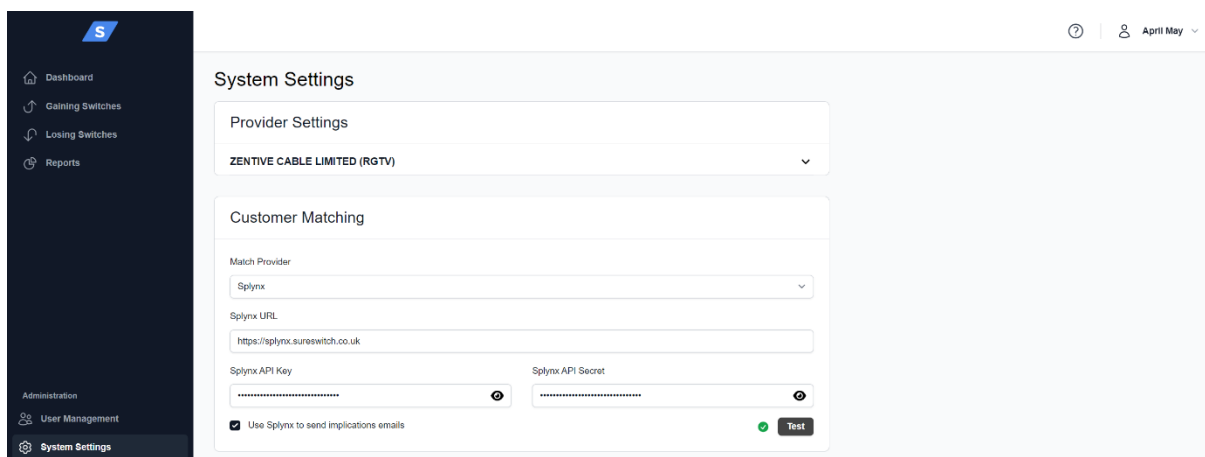 S
April May
Dashboard
Gaining Switches
Losing Switches
Reports
Administration
User Management
System Settings
System Settings
Provider Settings
ZENTIVE CABLE LIMITED (RGTV)
Customer Matching
Match Provider
Splynx
Splynx URL
https://splynx.sureswitch.co.uk
Splynx API Key
Splynx API Secret
Use Splynx to send implications emails
Test